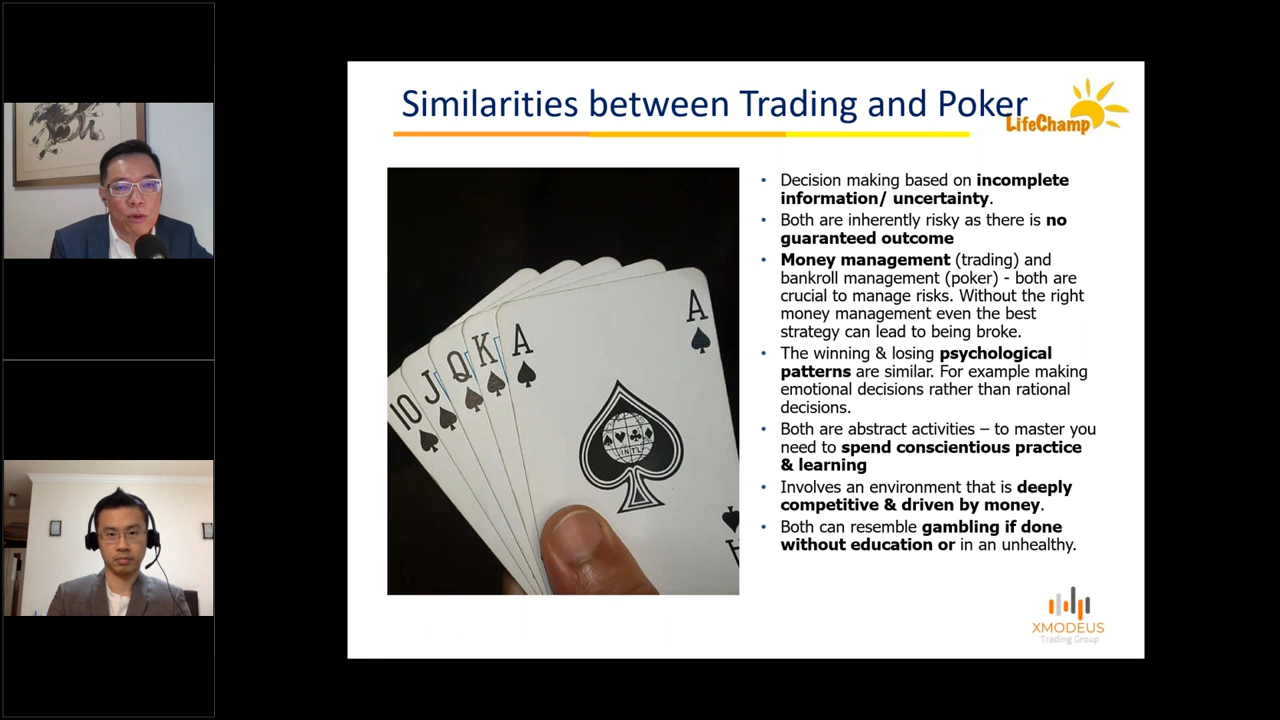 Similarities between Trading and Poker
LifeChamp
Decision making based on incomplete
information/ uncertainty.
Both are inherently risky as there is no
guaranteed outcome
Money management (trading) and
bankroll management (poker) - both are
crucial to manage risks. Without the right
money management even the best
strategy can lead to being broke.
The winning & losing psychological
patterns are similar. For example making
emotional decisions rather than rational
decisions.
Both are abstract activities – to master you
need to spend conscientious practice
& learning
Involves an environment that is deeply
competitive & driven by money.
Both can resemble gambling if done
without education or in an unhealthy.
10
J
Q
K
A
A
INT'L
A
XMODEUS
Trading Group